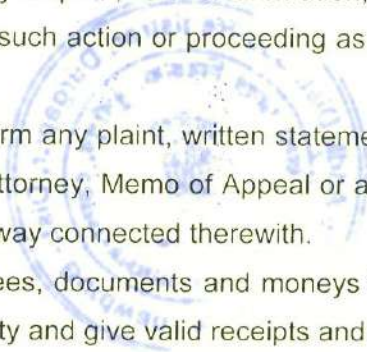 such action or proceeding as
rm any plaint, written stateme
ttorney, Memo of Appeal or a
way connected therewith.
ees, documents and moneys
ty and give valid receipts and